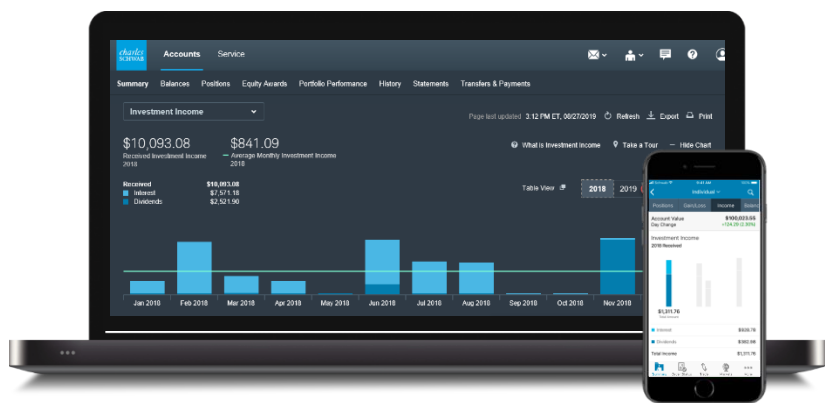 charles
SCHWAB
Accounts Service
Summary Balances Positions Equity Awards Portfolio Performance History Statements Transfers & Payments
Investment Income
Page last updated 3:12 PM ET, 08/27/2019 Refresh Export Print
$10,093.08 $841.09
Received Investment Income Average Monthly Investment Income
2018 2018
What is Investment Income Take a Tour Hide Chart
Received $10,093.08
Interest $7,571.18
Dividends $2,521.90
Table View 2018 2019
Jan 2018 Feb 2018 Mar 2018 Apr 2018 May 2018 Jun 2018 Jul 2018 Aug 2018 Sep 2018 Oct 2018 Nov 2018
9:41 AM
Individual
Positions Gain/Loss Income Balanc
Account Value $100,023.55
Day Change
Investment Income
2018 Received
$1,311.76
Interest
Dividends
Total Income $1,311.76